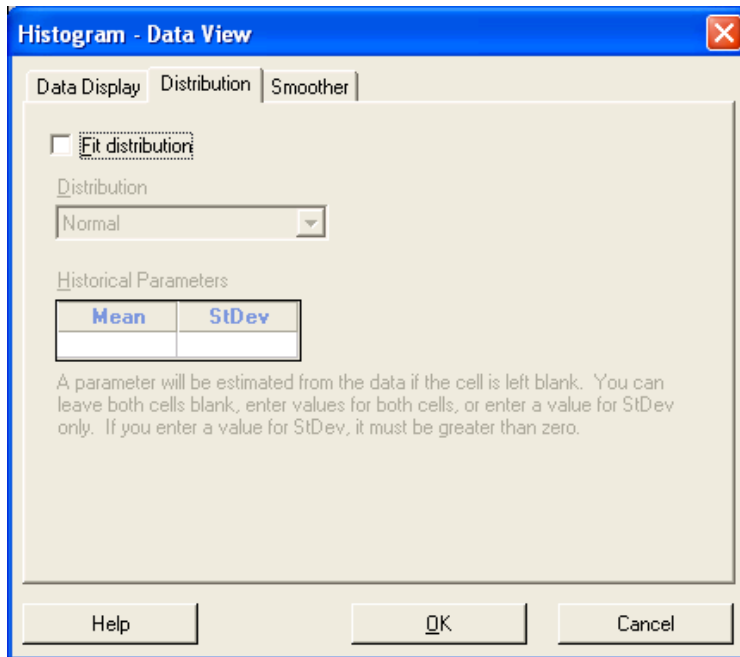 Histogram - Data View
Data Display Distribution Smoother
Fit distribution
Distribution
Normal
Historical Parameters
Mean StDev
A parameter will be estimated from the data if the cell is left blank. You can
leave both cells blank, enter values for both cells, or enter a value for StDev
only. If you enter a value for StDev, it must be greater than zero.
Help OK Cancel